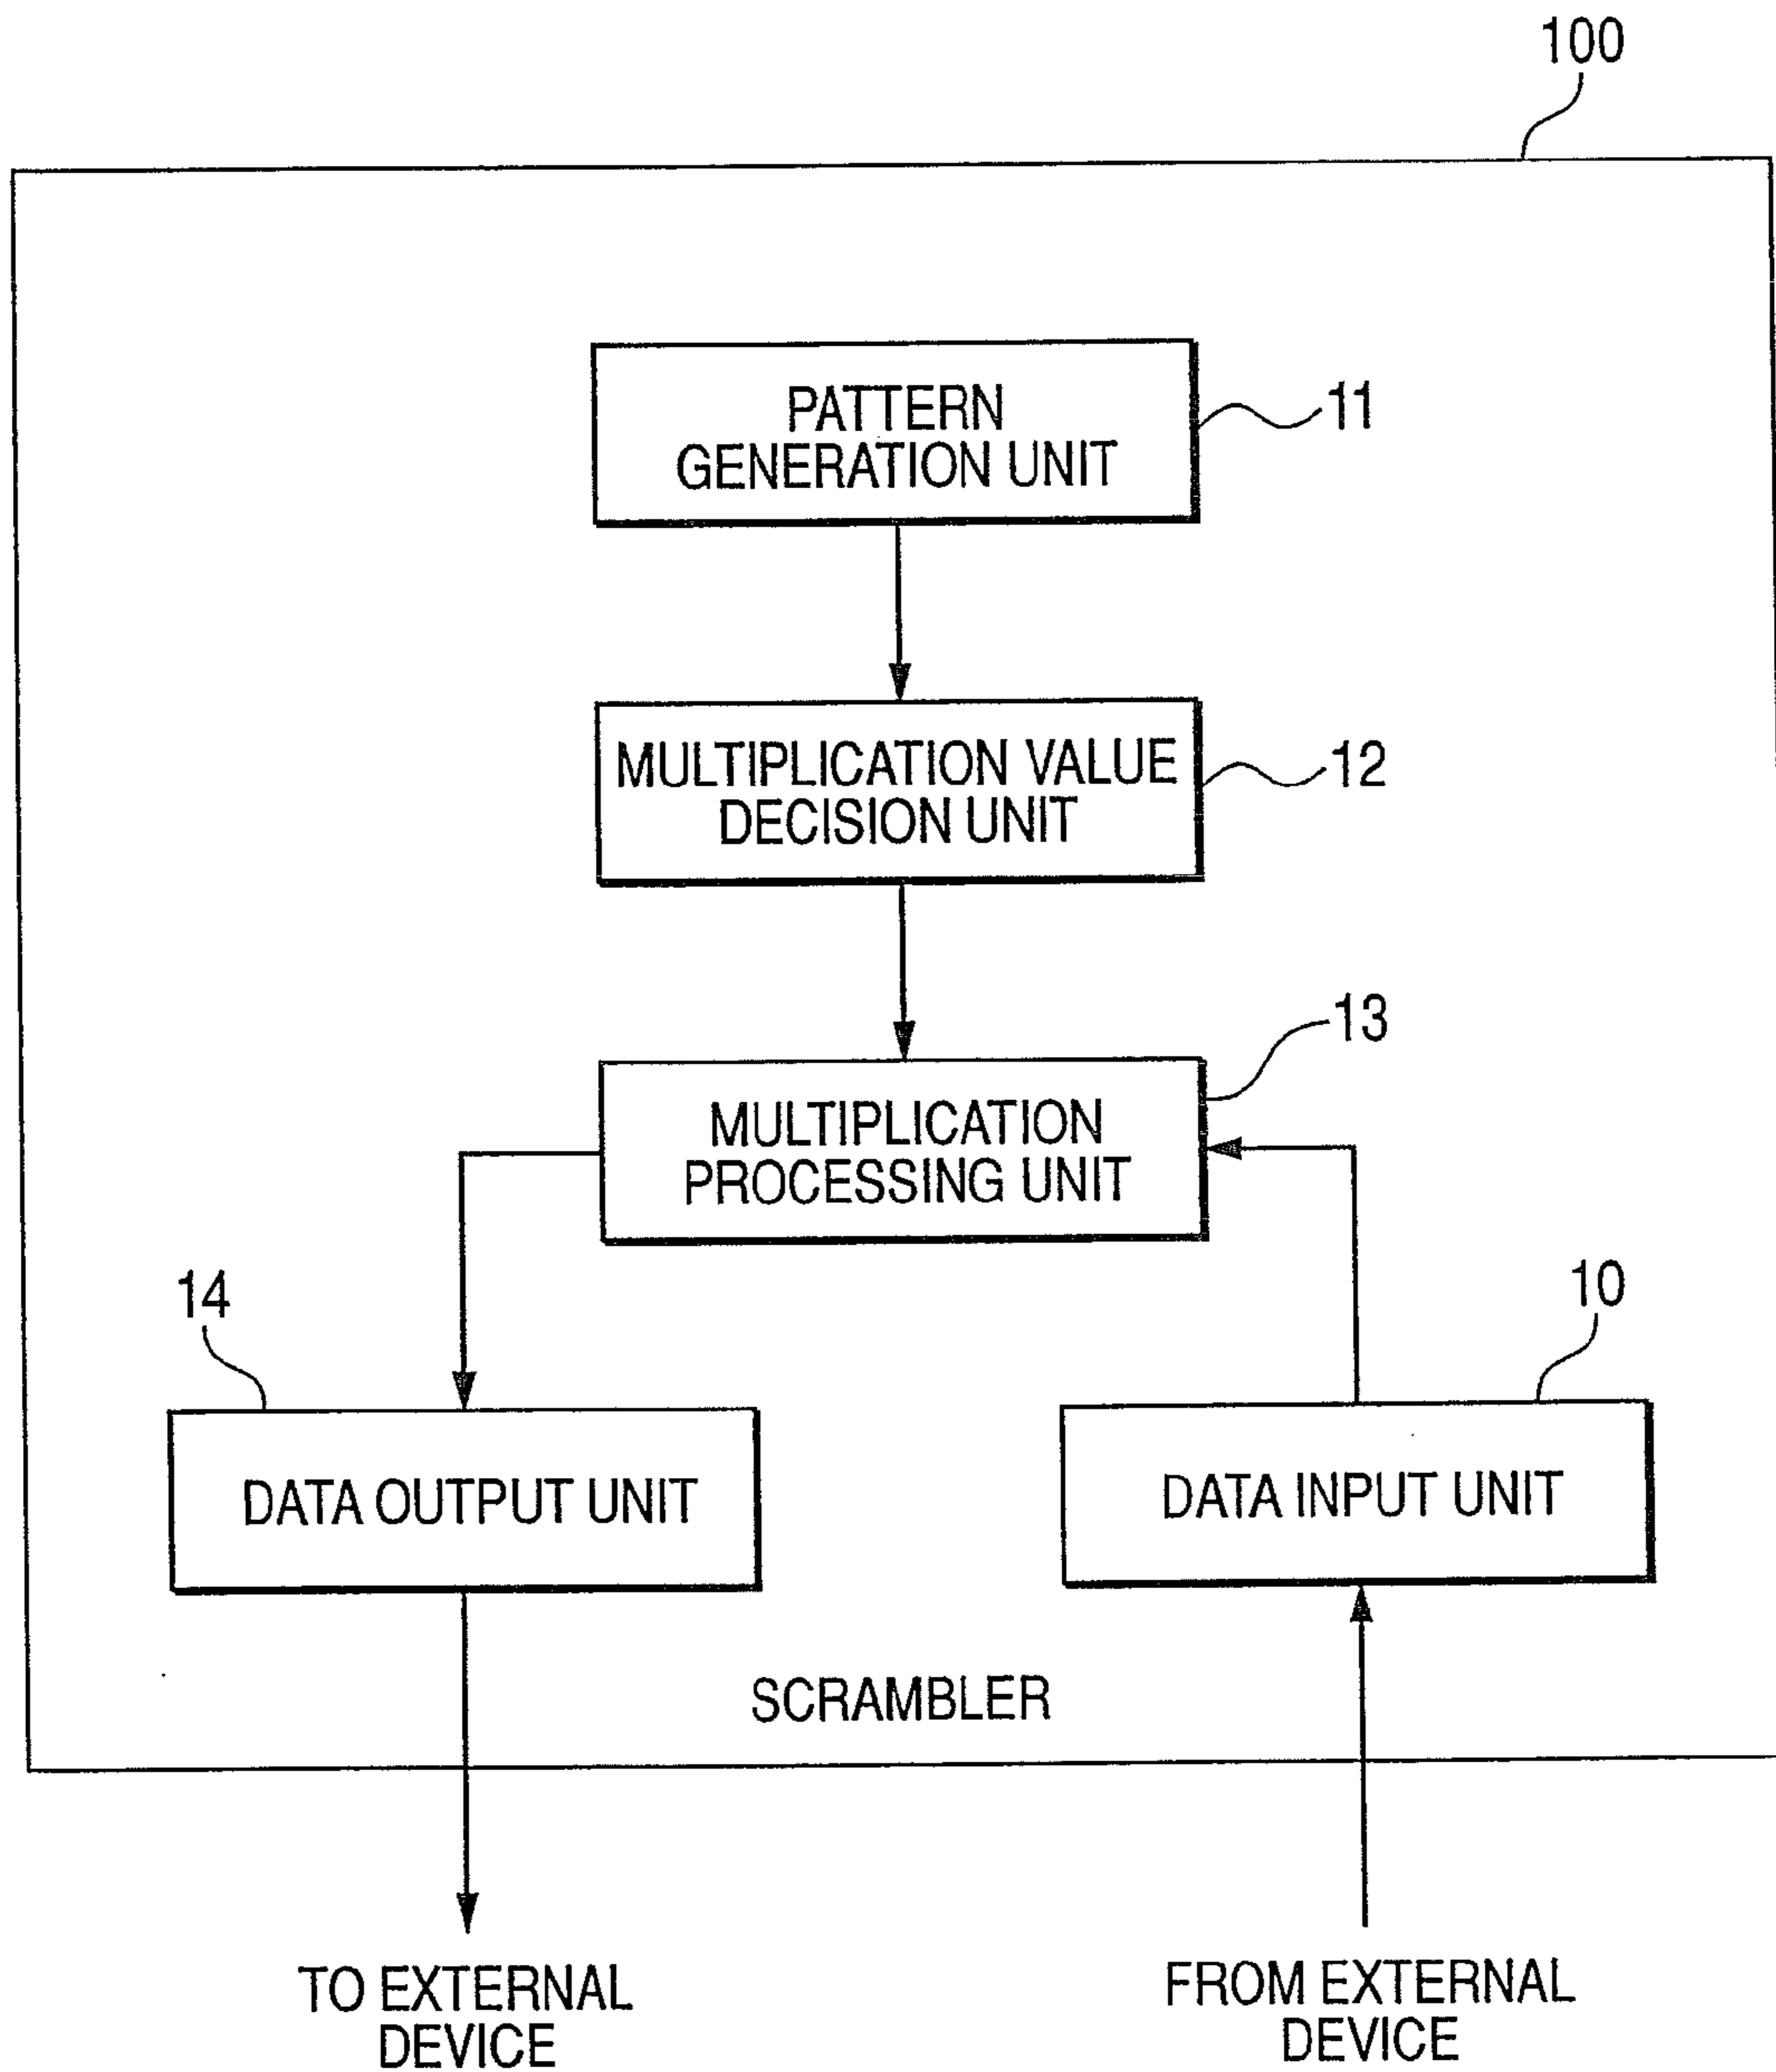 100
PATTERN
GENERATION UNIT
11
MULTIPLICATION VALUE
DECISION UNIT
12
13
MULTIPLICATION
PROCESSING UNIT
14
10
DATA OUTPUT UNIT
DATA INPUT UNIT
SCRAMBLER
TO EXTERNAL
DEVICE
FROM EXTERNAL
DEVICE